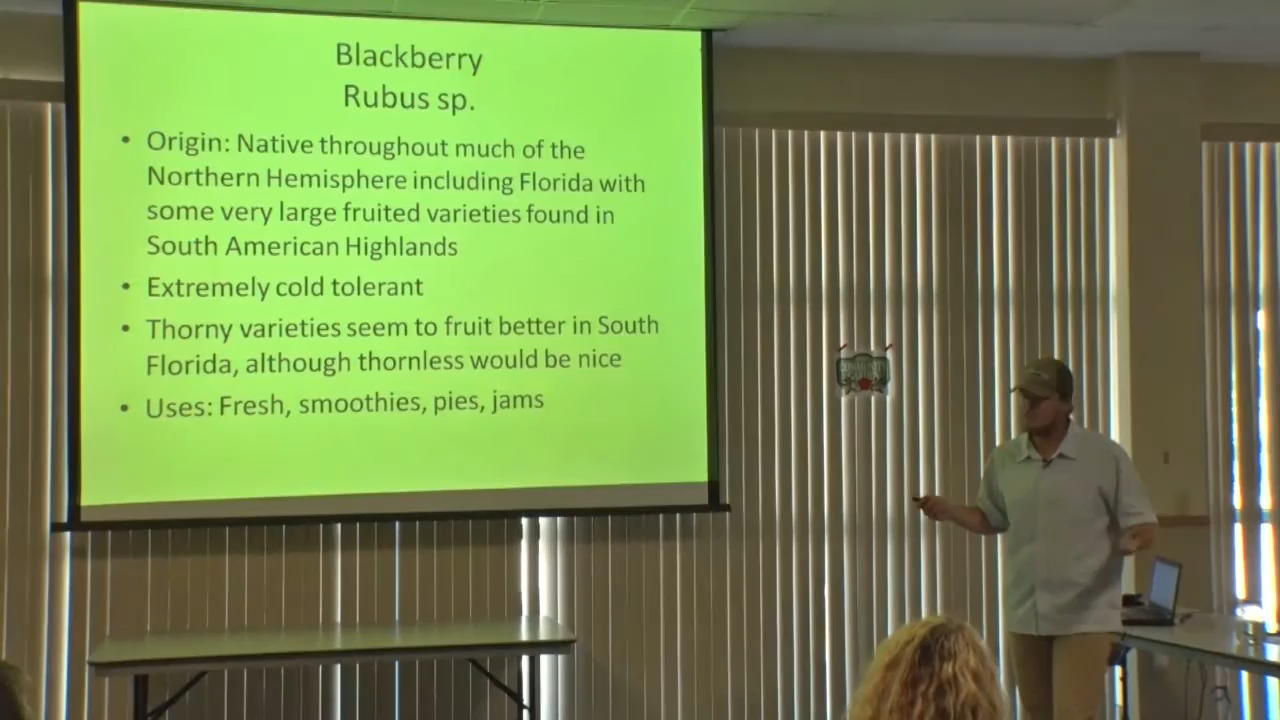 Blackberry
Rubus sp.
• Origin: Native throughout much of the
Northern Hemisphere including Florida with
some very large fruited varieties found in
South American Highlands
• Extremely cold tolerant
• Thorny varieties seem to fruit better in South
Florida, although thornless would be nice
• Uses: Fresh, smoothies, pies, jams
COMMUNITY